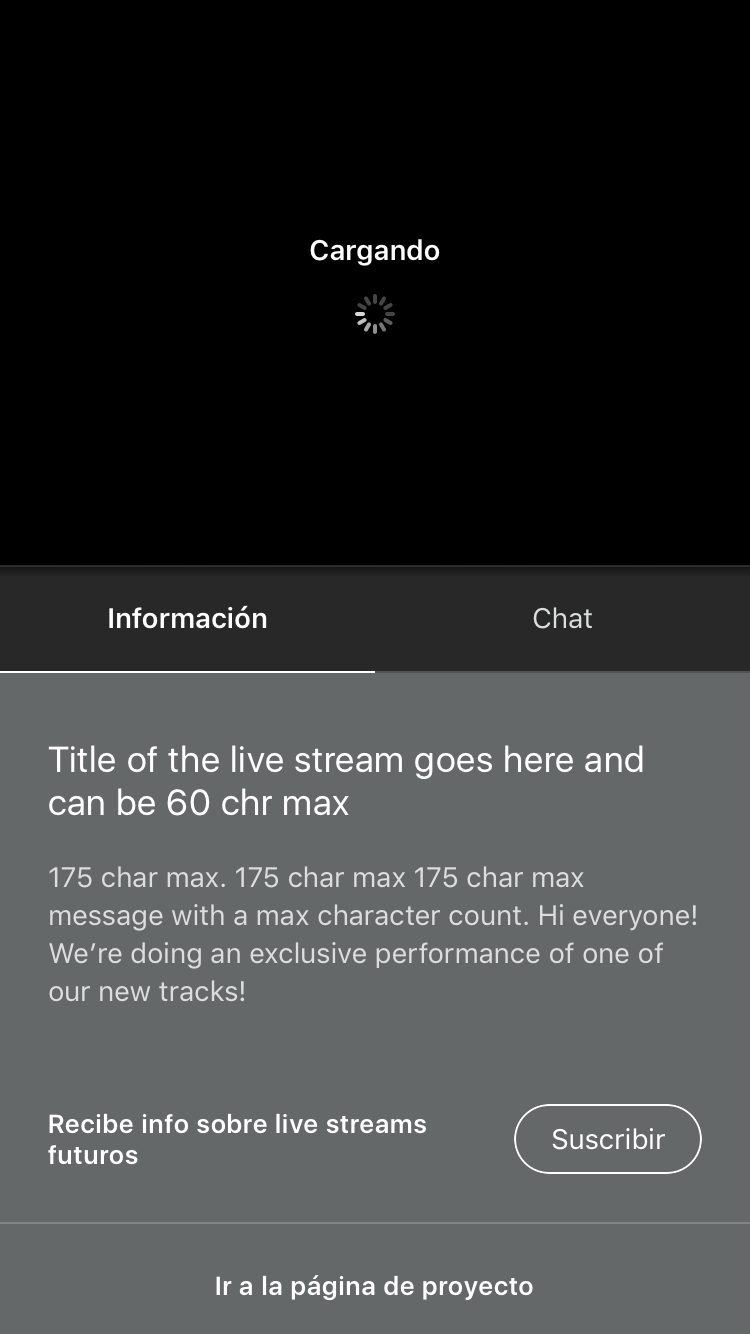 Cargando
Información
Chat
Title of the live stream goes here and
can be 60 chr max
175 char max. 175 char max 175 char max
message with a max character count. Hi everyone!
We’re doing an exclusive performance of one of
our new tracks!
Recibe info sobre live streams
futuros
Suscribir
Ir a la página de proyecto